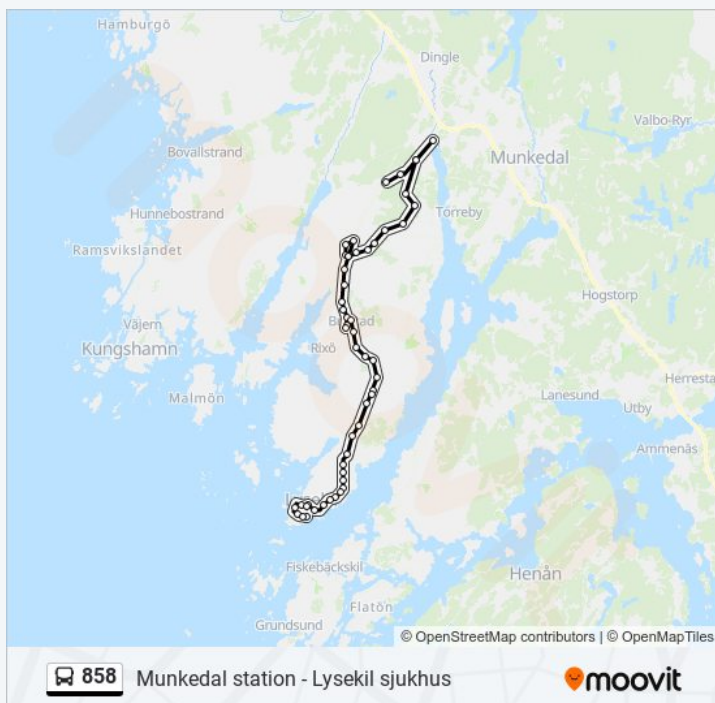 Hamburgö
Dingle
Valbo-Ryr
Bovallstrand
Munkedal
Hunnebostrand
Törreby
Ramsvikslandet
Hogstorp
Väjern
Kungshamn
Rixö
Herresta
Malmön
Lanesund
Utby
Ammenäs
Fiskebäckskil
Henån
Flatön
Grundsund
© OpenStreetMap contributors | © OpenMapTiles
858 Munkedal station - Lysekil sjukhus
moovit